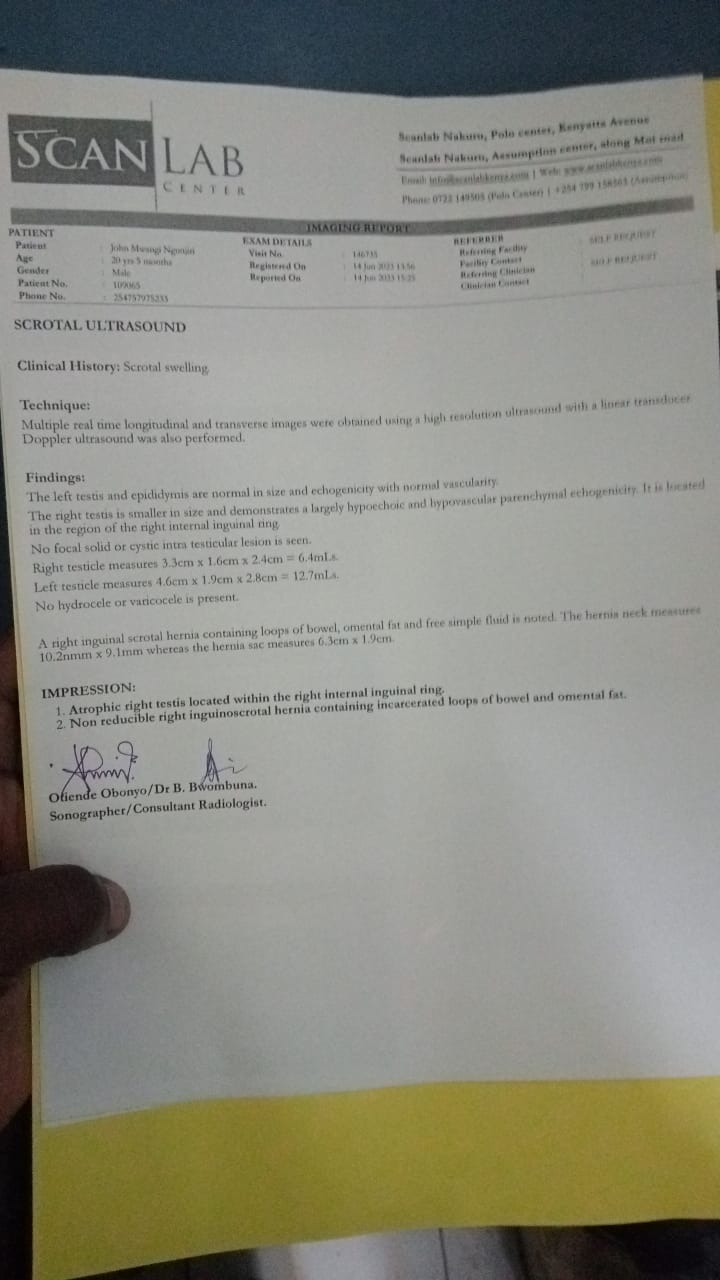 SCAN LAB
CENTER
Scanlab Nakuru, Polo center, Kenyatta Avenue
Scanlab Nakuru, Assumption center, along Moi road
Email: info@scanlabkenya.com | Web: www.scanlabkenya.com
Phone: 0723 149505 (Polo Center) | +254 799 158565 (Assumption)
IMAGING REPORT
PATIENT
Patient : John Mwangi Ngunjiri
Age : 20 yrs 5 months
Gender : Male
Patient No. : 109065
Phone No. : 254757975233
EXAM DETAILS
Visit No. : 146735
Registered On : 14 Jun 2023 13:56
Reported On : 14 Jun 2023 15:25
REFERRER
Referring Facility : SELF REQUEST
Facility Contact
Referring Clinician : SELF REQUEST
Clinician Contact
SCROTAL ULTRASOUND
Clinical History: Scrotal swelling
Technique:
Multiple real time longitudinal and transverse images were obtained using a high resolution ultrasound with a linear transducer
Doppler ultrasound was also performed.
Findings:
The left testis and epididymis are normal in size and echogenicity with normal vascularity.
The right testis is smaller in size and demonstrates a largely hypoechoic and hypovascular parenchymal echogenicity. It is located
in the region of the right internal inguinal ring
No focal solid or cystic intra testicular lesion is seen.
Right testicle measures 3.3cm x 1.6cm x 2.4cm = 6.4mLs.
Left testicle measures 4.6cm x 1.9cm x 2.8cm = 12.7mLs.
No hydrocele or varicocele is present.
A right inguinal scrotal hernia containing loops of bowel, omental fat and free simple fluid is noted. The hernia neck measures
10.2nmm x 9.1mm whereas the hernia sac measures 6.3cm x 1.9cm.
IMPRESSION:
1. Atrophic right testis located within the right internal inguinal ring.
2. Non reducible right inguinoscrotal hernia containing incarcerated loops of bowel and omental fat.
Otiende Obonyo/Dr B. Bwombuna.
Sonographer/Consultant Radiologist.